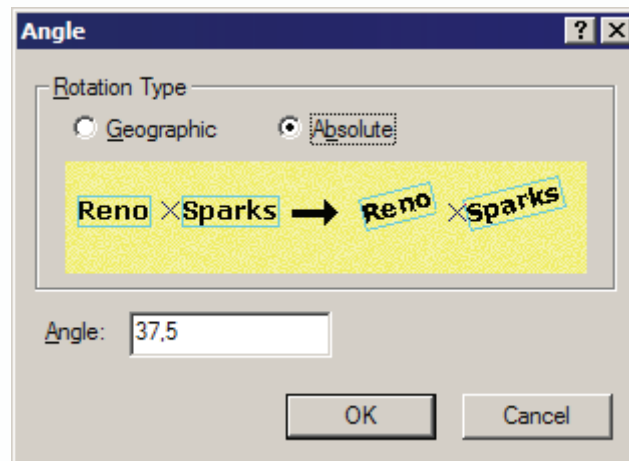 Angle
Rotation Type
Geographic Absolute
Reno Sparks Reno Sparks
Angle: 37,5
OK Cancel